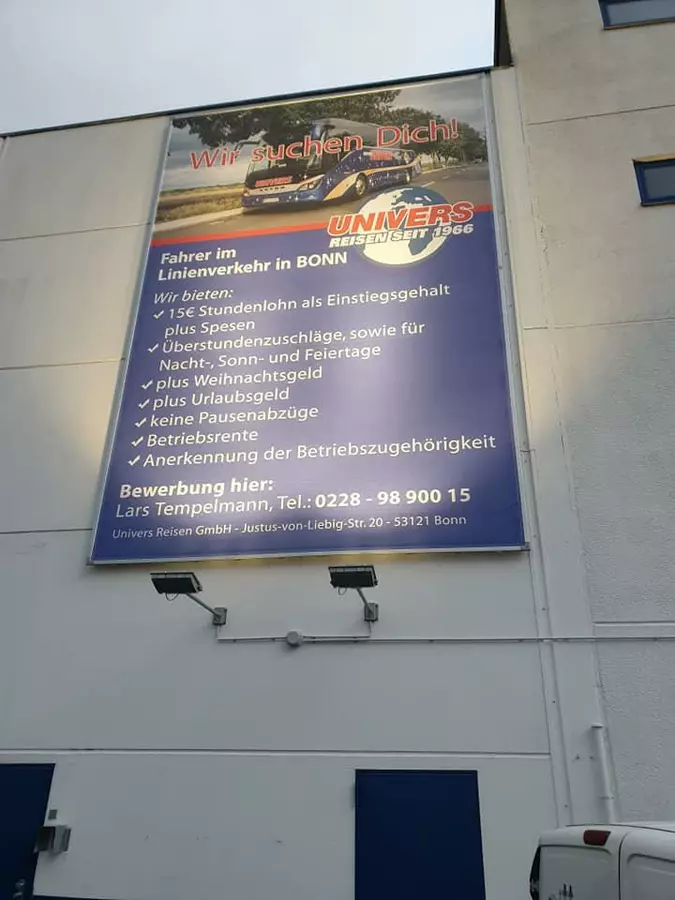 Wir suchen Dich!
UNIVERS
UNIVERS
REISEN SEIT 1966
Fahrer im
Linienverkehr in BONN
Wir bieten:
✓ 15€ Stundenlohn als Einstiegsgehalt
plus Spesen
✓ Überstundenzuschläge, sowie für
Nacht-, Sonn- und Feiertage
✓ plus Weihnachtsgeld
✓ plus Urlaubsgeld
✓ keine Pausenabzüge
✓ Betriebsrente
✓ Anerkennung der Betriebszugehörigkeit
Bewerbung hier:
Lars Tempelmann, Tel.: 0228 - 98 900 15
Univers Reisen GmbH - Justus-von-Liebig-Str. 20 - 53121 Bonn